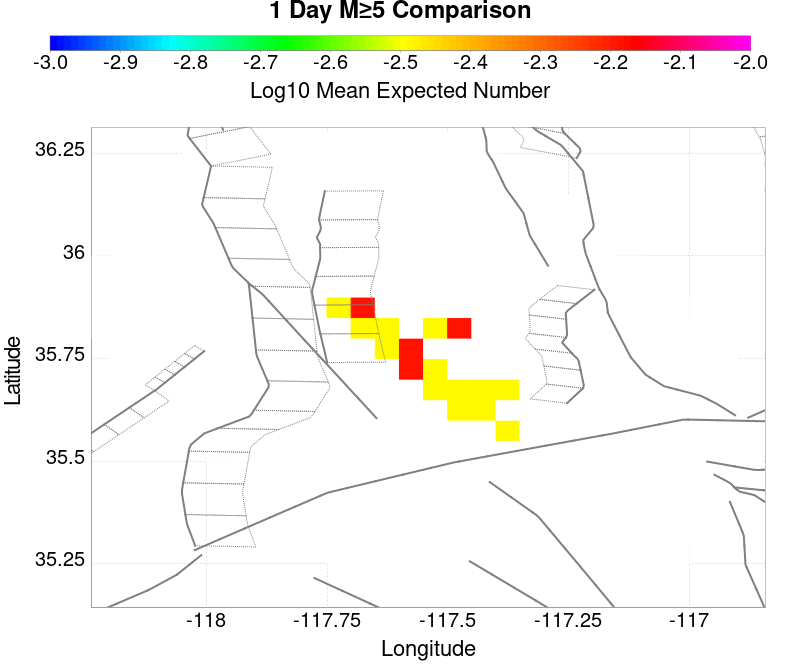 1 Day M≥5 Comparison
-3.0 -2.9 -2.8 -2.7 -2.6 -2.5 -2.4 -2.3 -2.2 -2.1 -2.0
Log10 Mean Expected Number
36.25
36
35.75
35.5
35.25
Latitude
-118 -117.75 -117.5 -117.25 -117
Longitude